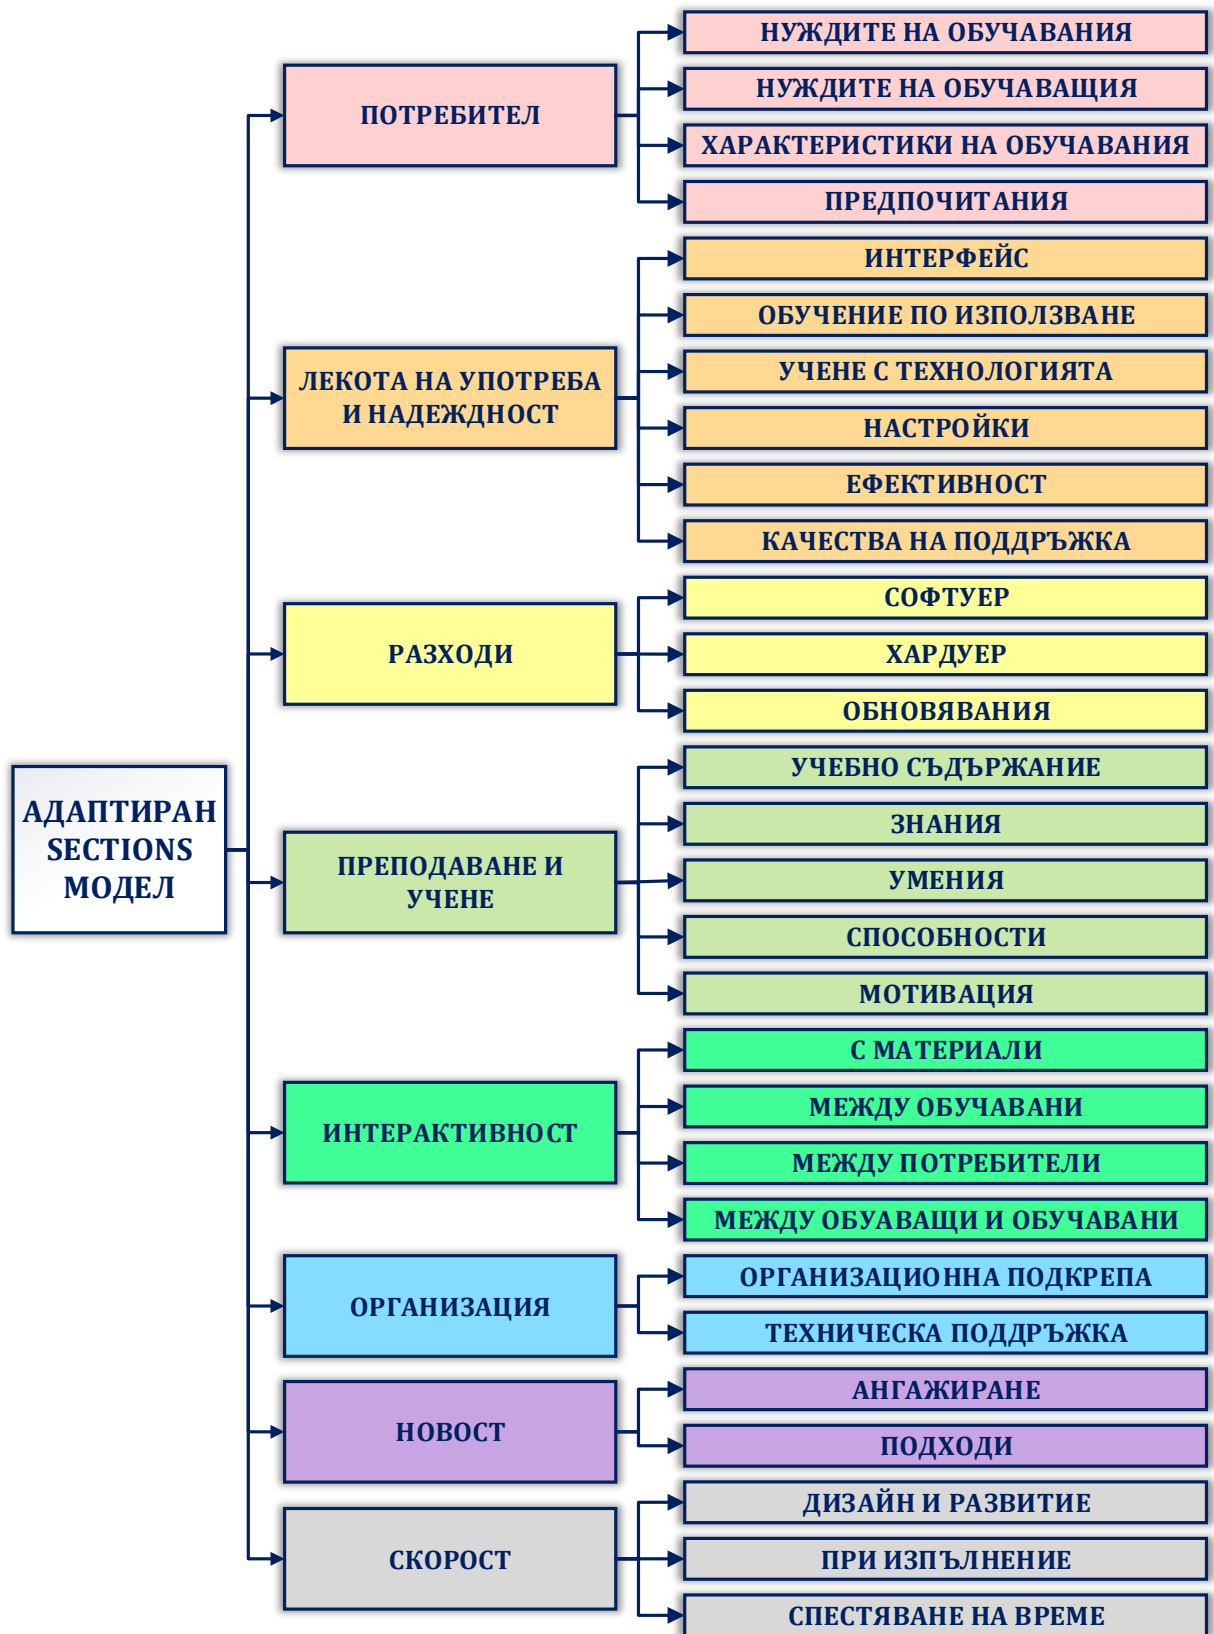 АДАПТИРАН
SECTIONS
МОДЕЛ
ПОТРЕБИТЕЛ
НУЖДИТЕ НА ОБУЧАВАНИЯ
НУЖДИТЕ НА ОБУЧАВАЩИЯ
ХАРАКТЕРИСТИКИ НА ОБУЧАВАНИЯ
ПРЕДПОЧИТАНИЯ
ЛЕКОТА НА УПОТРЕБА
И НАДЕЖДНОСТ
ИНТЕРФЕЙС
ОБУЧЕНИЕ ПО ИЗПОЛЗВАНЕ
УЧЕНЕ С ТЕХНОЛОГИЯТА
НАСТРОЙКИ
ЕФЕКТИВНОСТ
КАЧЕСТВА НА ПОДДРЪЖКА
РАЗХОДИ
СОФТУЕР
ХАРДУЕР
ОБНОВЯВАНИЯ
ПРЕПОДАВАНЕ И
УЧЕНЕ
УЧЕБНО СЪДЪРЖАНИЕ
ЗНАНИЯ
УМЕНИЯ
СПОСОБНОСТИ
МОТИВАЦИЯ
ИНТЕРАКТИВНОСТ
С МАТЕРИАЛИ
МЕЖДУ ОБУЧАВАНИ
МЕЖДУ ПОТРЕБИТЕЛИ
МЕЖДУ ОБУАВАЩИ И ОБУЧАВАНИ
ОРГАНИЗАЦИЯ
ОРГАНИЗАЦИОННА ПОДКРЕПА
ТЕХНИЧЕСКА ПОДДРЪЖКА
НОВОСТ
АНГАЖИРАНЕ
ПОДХОДИ
СКОРОСТ
ДИЗАЙН И РАЗВИТИЕ
ПРИ ИЗПЪЛНЕНИЕ
СПЕСТЯВАНЕ НА ВРЕМЕ